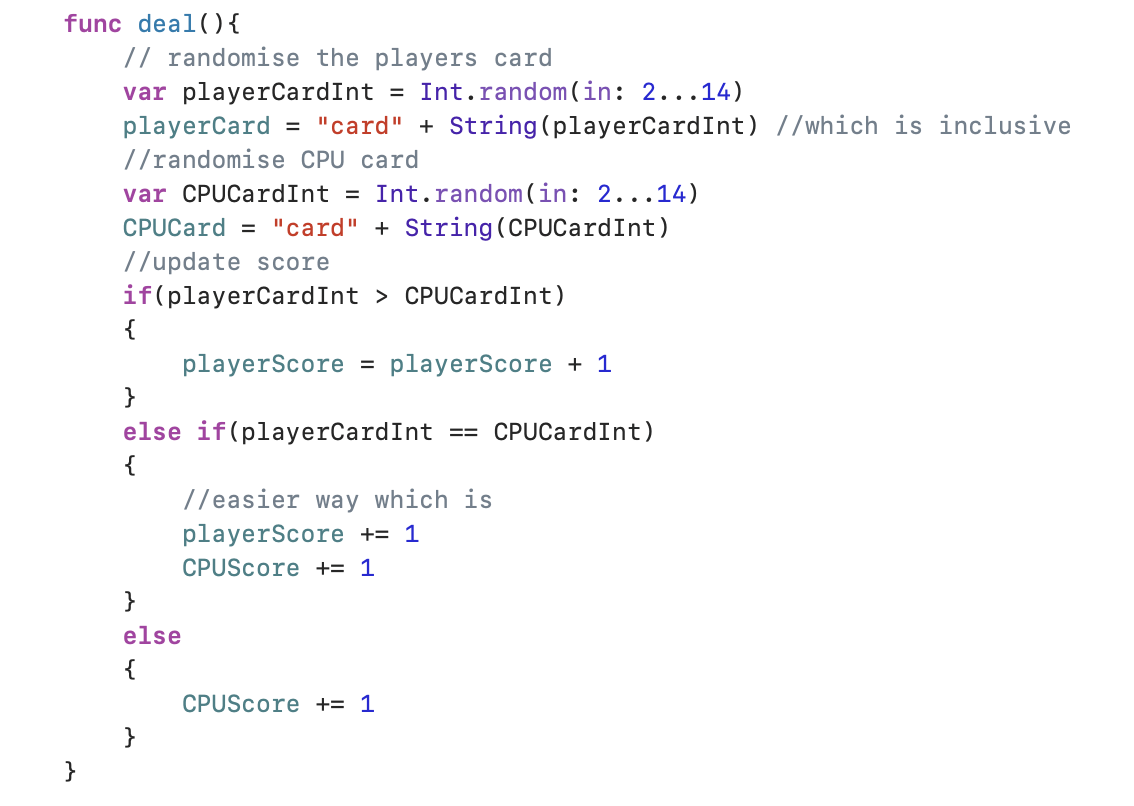 func deal(){
// randomise the players card
var playerCardInt = Int.random(in: 2...14)
playerCard = "card" + String(playerCardInt) //which is inclusive
//randomise CPU card
var CPUCardInt = Int.random(in: 2...14)
CPUCard = "card" + String(CPUCardInt)
//update score
if(playerCardInt > CPUCardInt)
{
playerScore = playerScore + 1
}
else if(playerCardInt == CPUCardInt)
{
//easier way which is
playerScore += 1
CPUScore += 1
}
else
{
CPUScore += 1
}
}